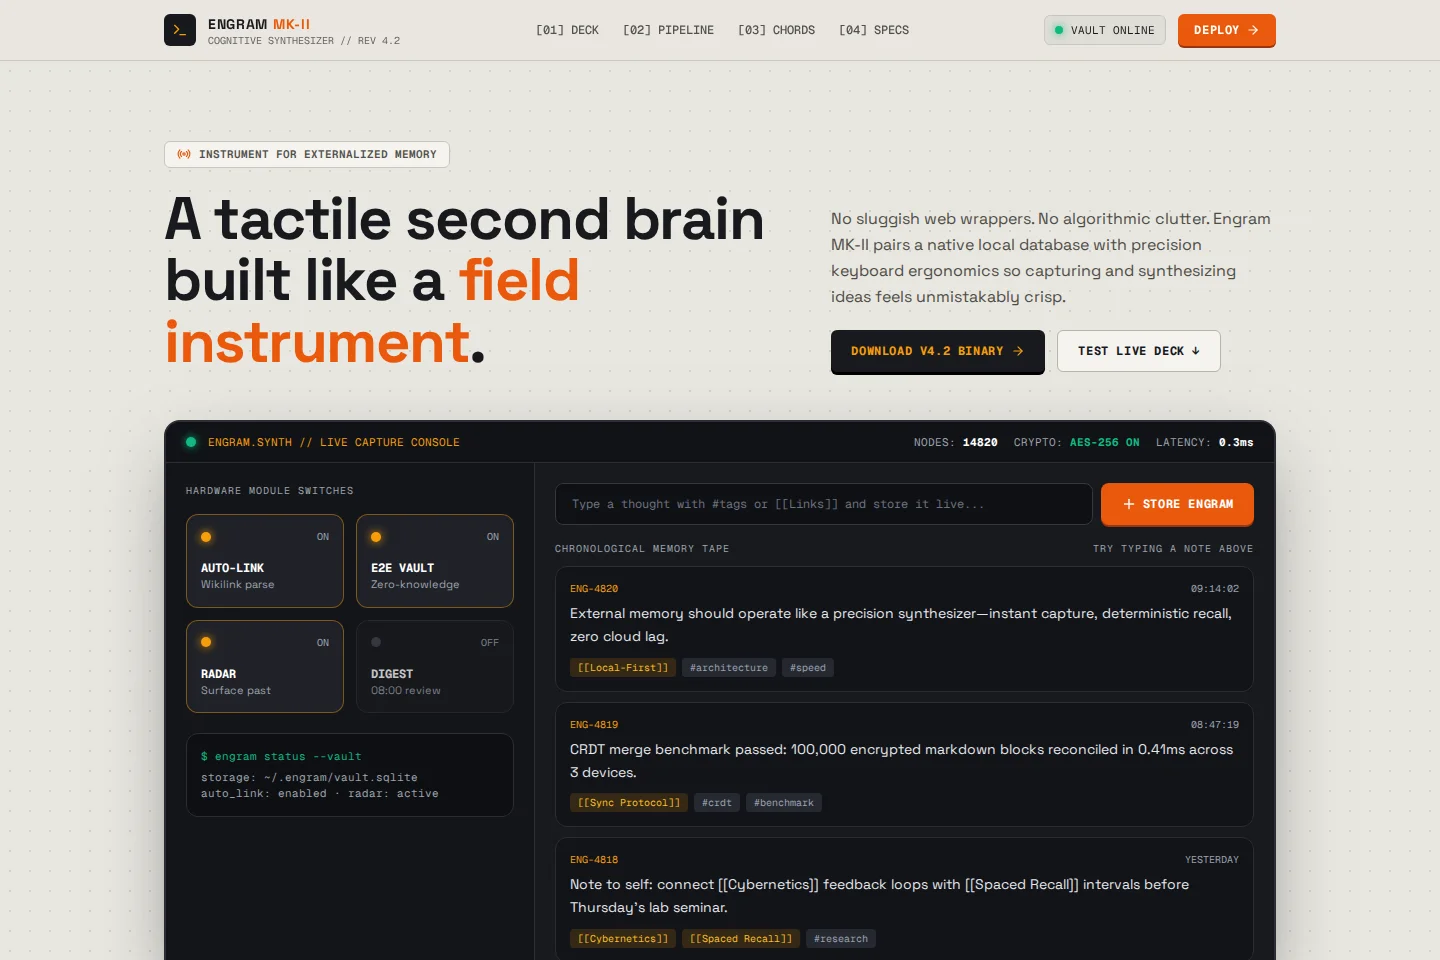 ENGRAM MK-II
COGNITIVE SYNTHESIZER // REV 4.2
[01] DECK
[02] PIPELINE
[03] CHORDS
[04] SPECS
VAULT ONLINE
DEPLOY →
INSTRUMENT FOR EXTERNALIZED MEMORY
A tactile second brain
built like a field
instrument.
No sluggish web wrappers. No algorithmic clutter. Engram
MK-II pairs a native local database with precision
keyboard ergonomics so capturing and synthesizing
ideas feels unmistakably crisp.
DOWNLOAD V4.2 BINARY →
TEST LIVE DECK ↓
ENGRAM.SYNTH // LIVE CAPTURE CONSOLE
NODES: 14820
CRYPTO: AES-256 ON
LATENCY: 0.3ms
HARDWARE MODULE SWITCHES
ON
AUTO-LINK
Wikilink parse
ON
E2E VAULT
Zero-knowledge
ON
RADAR
Surface past
OFF
DIGEST
08:00 review
$ engram status --vault
storage: ~/.engram/vault.sqlite
auto_link: enabled · radar: active
Type a thought with #tags or [[Links]] and store it live...
+ STORE ENGRAM
CHRONOLOGICAL MEMORY TAPE
TRY TYPING A NOTE ABOVE
ENG-4820
09:14:02
External memory should operate like a precision synthesizer—instant capture, deterministic recall,
zero cloud lag.
[[Local-First]]
#architecture
#speed
ENG-4819
08:47:19
CRDT merge benchmark passed: 100,000 encrypted markdown blocks reconciled in 0.41ms across
3 devices.
[[Sync Protocol]]
#crdt
#benchmark
ENG-4818
YESTERDAY
Note to self: connect [[Cybernetics]] feedback loops with [[Spaced Recall]] intervals before
Thursday's lab seminar.
[[Cybernetics]]
[[Spaced Recall]]
#research